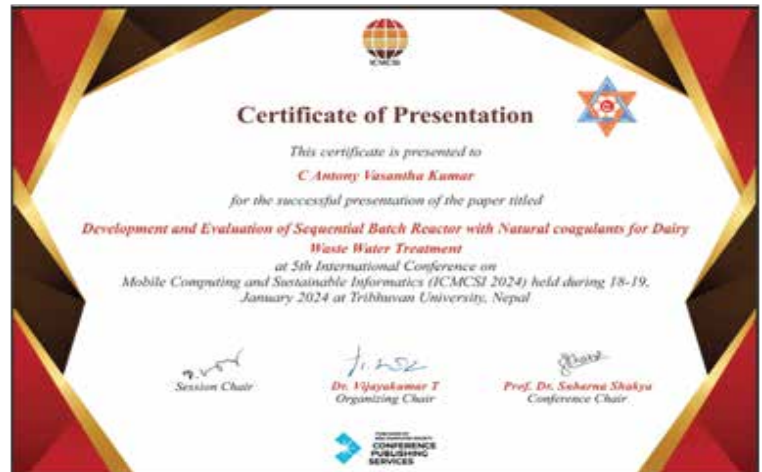 ICMCSI
Certificate of Presentation
This certificate is presented to
C Antony Vasantha Kumar
for the successful presentation of the paper titled
Development and Evaluation of Sequential Batch Reactor with Natural coagulants for Dairy
Waste Water Treatment
at 5th International Conference on
Mobile Computing and Sustainable Informatics (ICMCSI 2024) held during 18-19,
January 2024 at Tribhuvan University, Nepal
Session Chair
Dr. Vijayakumar T
Organizing Chair
Prof. Dr. Subarna Shakya
Conference Chair
CONFERENCE
PUBLISHING
SERVICES